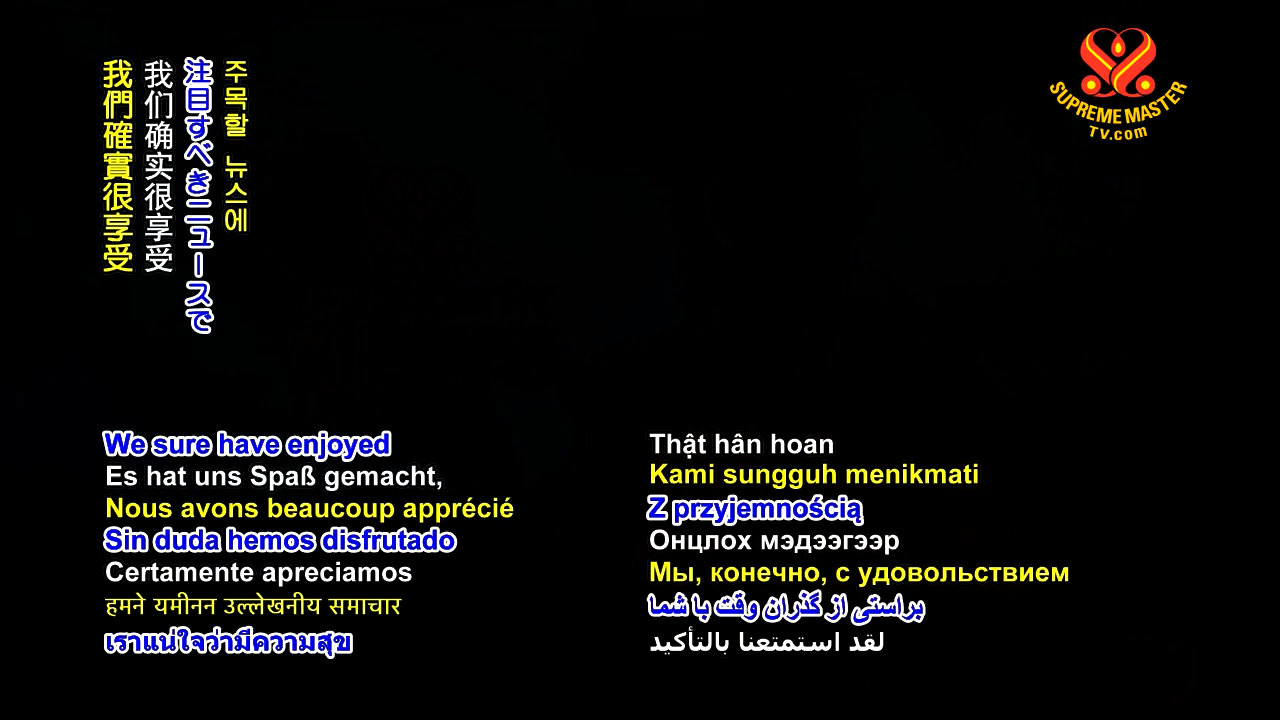 我們確實很享受
我们确实很享受
注目すべきニュースで
주목할 뉴스에
SUPREME MASTER
TV.com
We sure have enjoyed
Es hat uns Spaß gemacht,
Nous avons beaucoup apprécié
Sin duda hemos disfrutado
Certamente apreciamos
हमने यमीनन उल्लेखनीय समाचार
เราแน่ใจว่ามีความสุข
Thật hân hoan
Kami sungguh menikmati
Z przyjemnością
Онцлох мэдээгээр
Мы, конечно, с удовольствием
براستی از گذران وقت با شما
لقد استمتعنا بالتأكيد